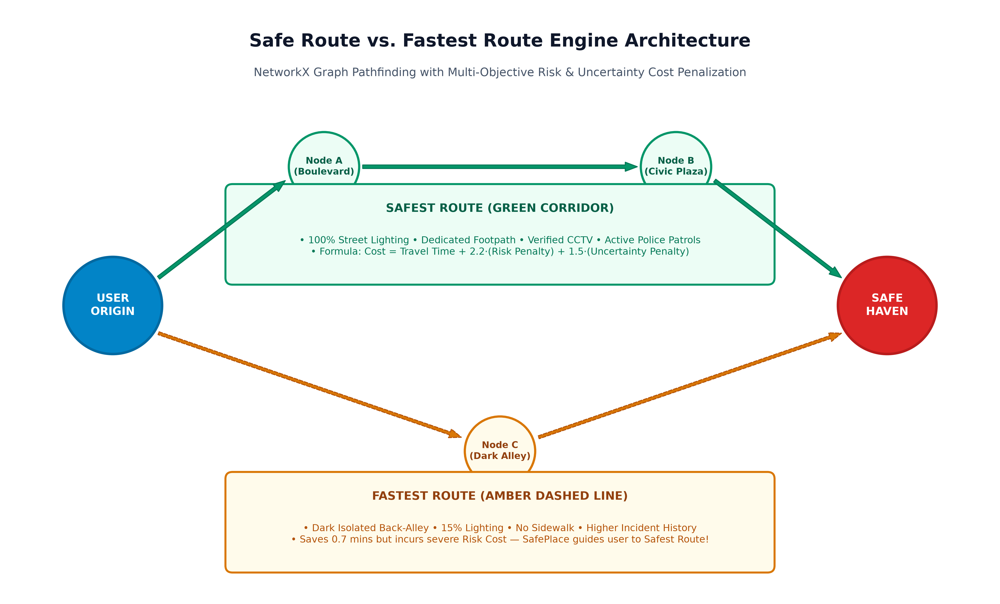 Safe Route vs. Fastest Route Engine Architecture
NetworkX Graph Pathfinding with Multi-Objective Risk & Uncertainty Cost Penalization
Node A
(Boulevard)
Node B
(Civic Plaza)
SAFEST ROUTE (GREEN CORRIDOR)
• 100% Street Lighting • Dedicated Footpath • Verified CCTV • Active Police Patrols
• Formula: Cost = Travel Time + 2.2·(Risk Penalty) + 1.5·(Uncertainty Penalty)
USER
ORIGIN
SAFE
HAVEN
Node C
(Dark Alley)
FASTEST ROUTE (AMBER DASHED LINE)
• Dark Isolated Back-Alley • 15% Lighting • No Sidewalk • Higher Incident History
• Saves 0.7 mins but incurs severe Risk Cost — SafePlace guides user to Safest Route!